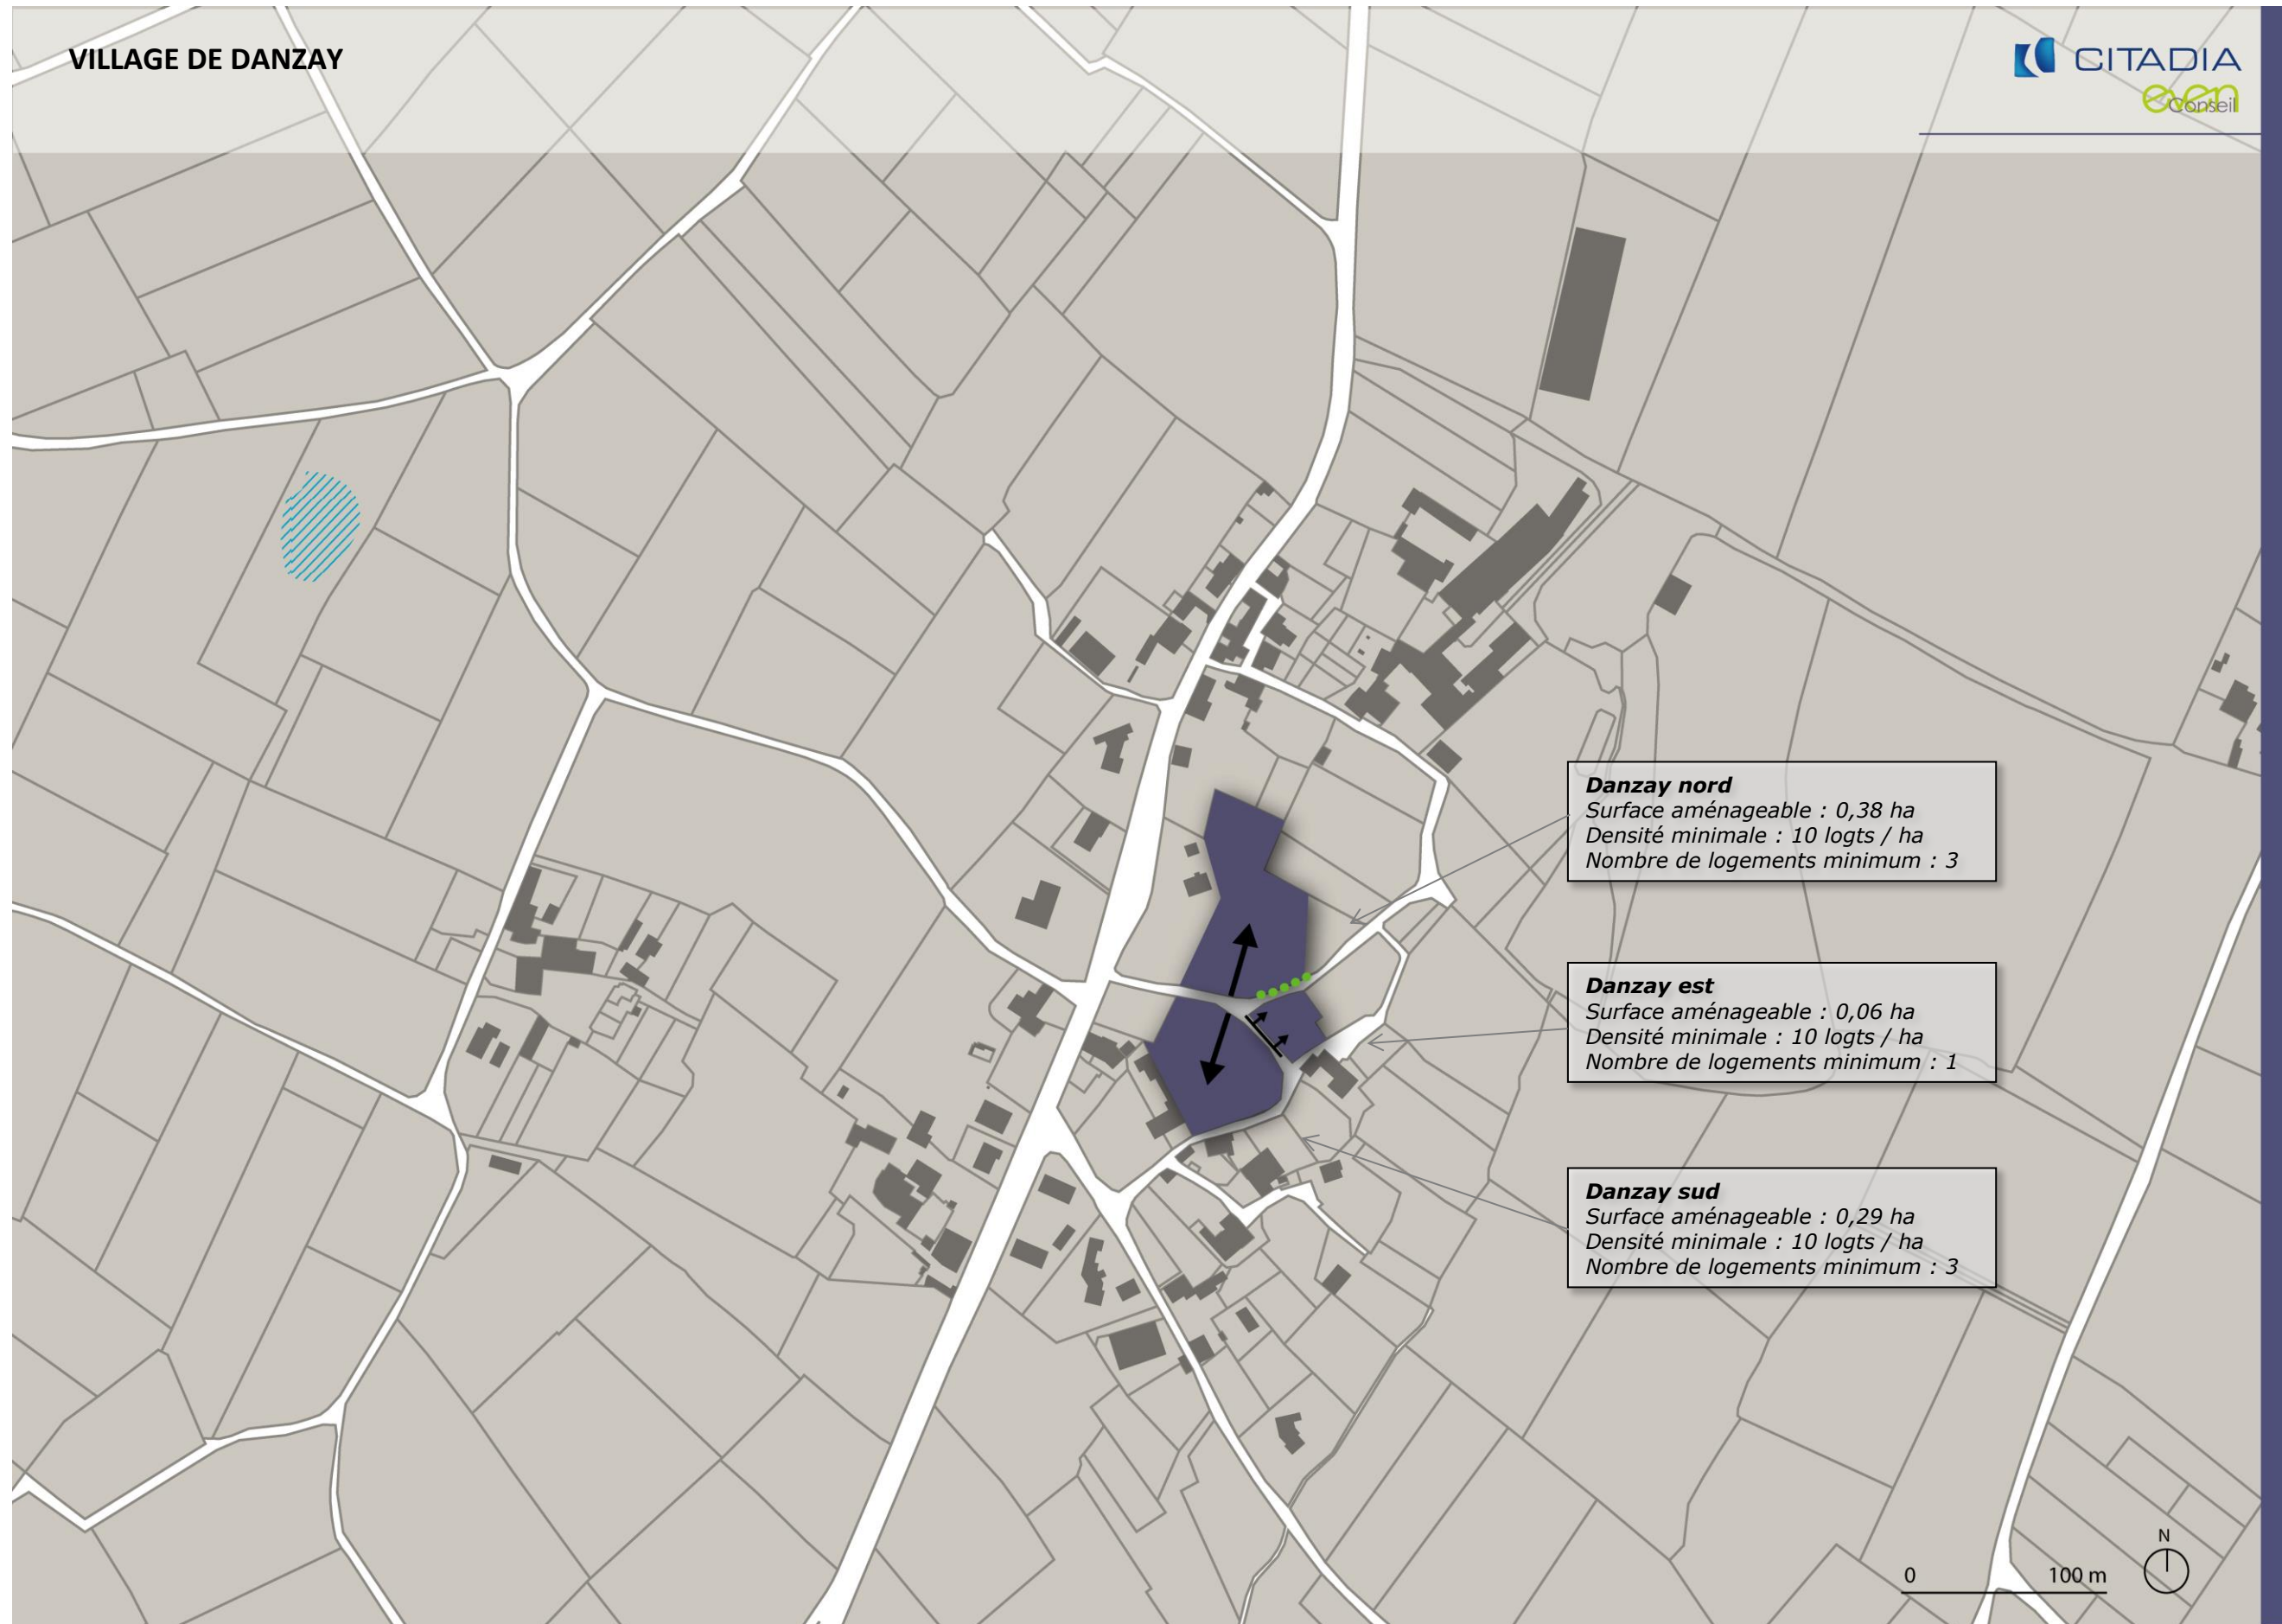 VILLAGE DE DANZAY
CITADIA
even
Conseil
Danzay nord
Surface aménageable : 0,38 ha
Densité minimale : 10 logts / ha
Nombre de logements minimum : 3
Danzay est
Surface aménageable : 0,06 ha
Densité minimale : 10 logts / ha
Nombre de logements minimum : 1
Danzay sud
Surface aménageable : 0,29 ha
Densité minimale : 10 logts / ha
Nombre de logements minimum : 3
N
0 100 m